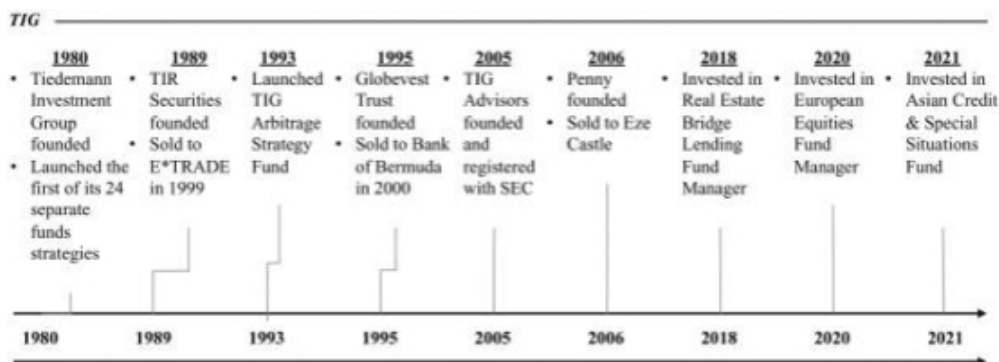 TIG
1980
• Tiedemann
Investment
Group
founded
• Launched the
first of its 24
separate
funds
strategies
1989
• TIR
Securities
founded
• Sold to
E*TRADE
in 1999
1993
• Launched
TIG
Arbitrage
Strategy
Fund
1995
• Globevest
Trust
founded
• Sold to Bank
of Bermuda
in 2000
2005
• TIG
Advisors
founded
and
registered
with SEC
2006
• Penny
founded
• Sold to Eze
Castle
2018
• Invested in
Real Estate
Bridge
Lending
Fund
Manager
2020
• Invested in
European
Equities
Fund
Manager
2021
• Invested in
Asian Credit
& Special
Situations
Fund
1980 1989 1993 1995 2005 2006 2018 2020 2021